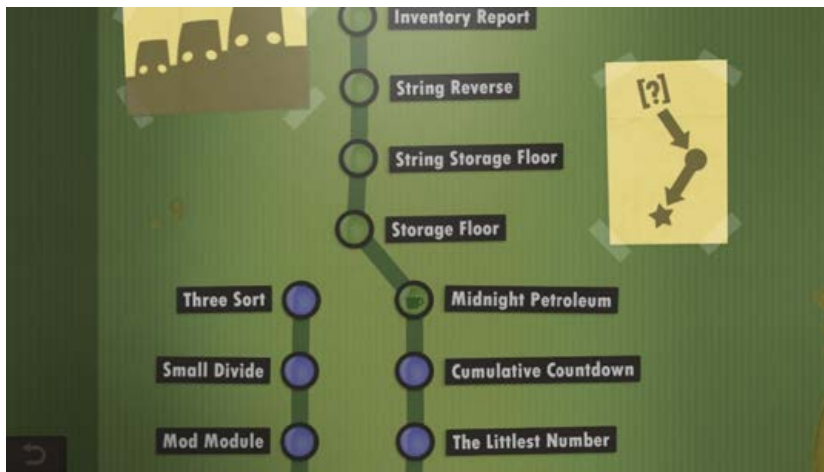 Inventory Report
String Reverse
[?]
String Storage Floor
Storage Floor
Three Sort
Midnight Petroleum
Small Divide
Cumulative Countdown
Mod Module
The Littlest Number